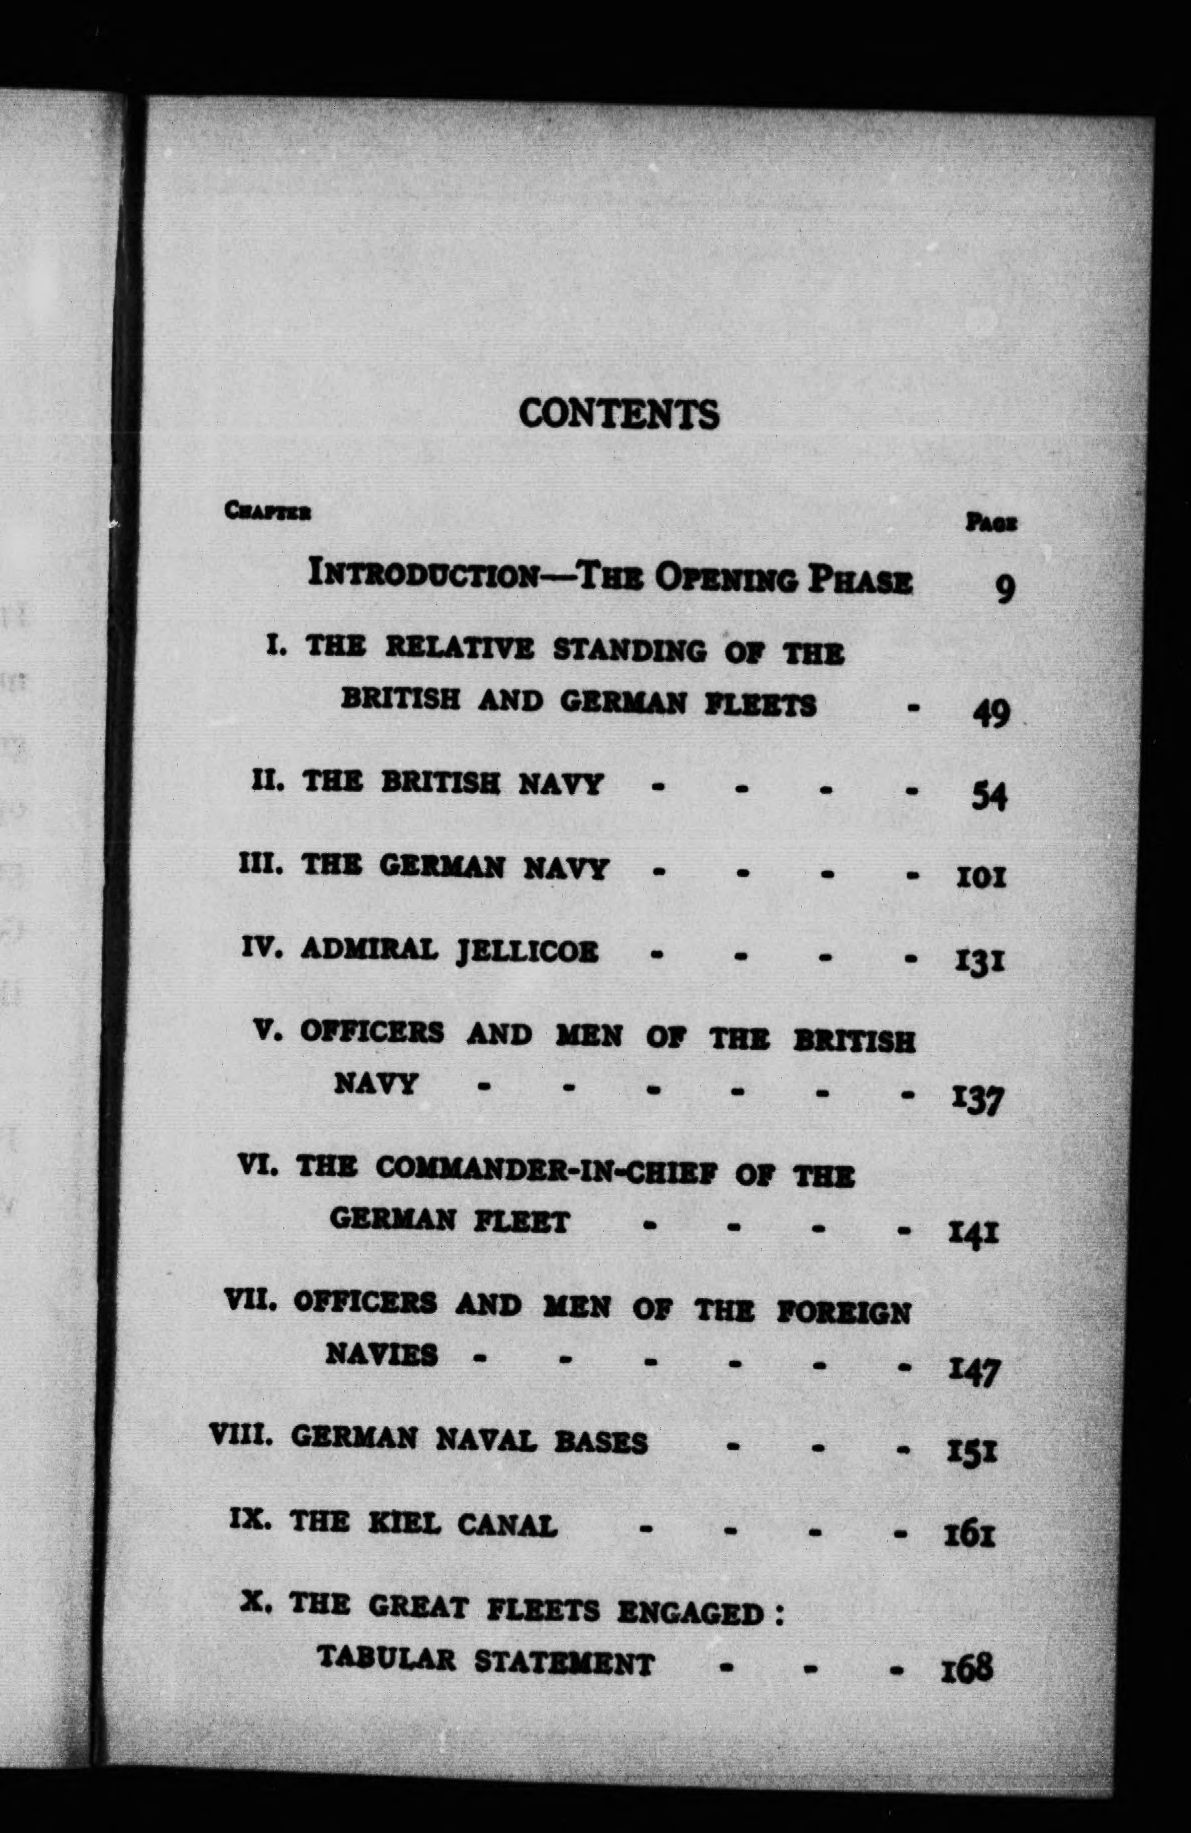 CONTENTS
CHAPTER PAGE
INTRODUCTION—THE OPENING PHASE 9
I. THE RELATIVE STANDING OF THE
BRITISH AND GERMAN FLEETS - 49
II. THE BRITISH NAVY - - - - 54
III. THE GERMAN NAVY - - - - 101
IV. ADMIRAL JELLICOE - - - - 131
V. OFFICERS AND MEN OF THE BRITISH
NAVY - - - - - - 137
VI. THE COMMANDER-IN-CHIEF OF THE
GERMAN FLEET - - - - 141
VII. OFFICERS AND MEN OF THE FOREIGN
NAVIES - - - - - - 147
VIII. GERMAN NAVAL BASES - - - 151
IX. THE KIEL CANAL - - - - 161
X. THE GREAT FLEETS ENGAGED :
TABULAR STATEMENT - - - 168